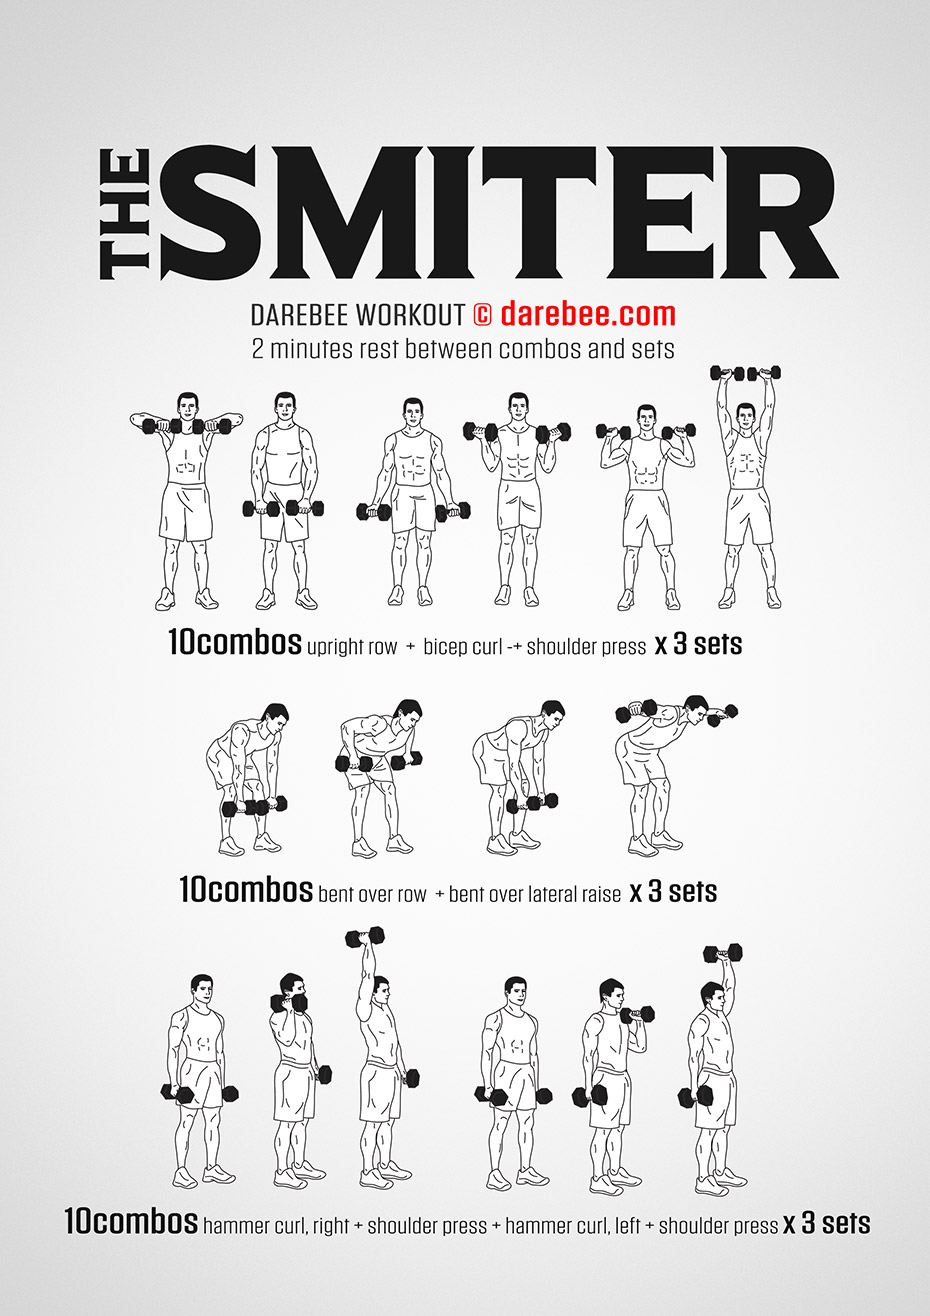 THE SMITER
DAREBEE WORKOUT © darebee.com
2 minutes rest between combos and sets
10combos upright row + bicep curl -+ shoulder press x 3 sets
10combos bent over row + bent over lateral raise x 3 sets
10combos hammer curl, right + shoulder press + hammer curl, left + shoulder press x 3 sets